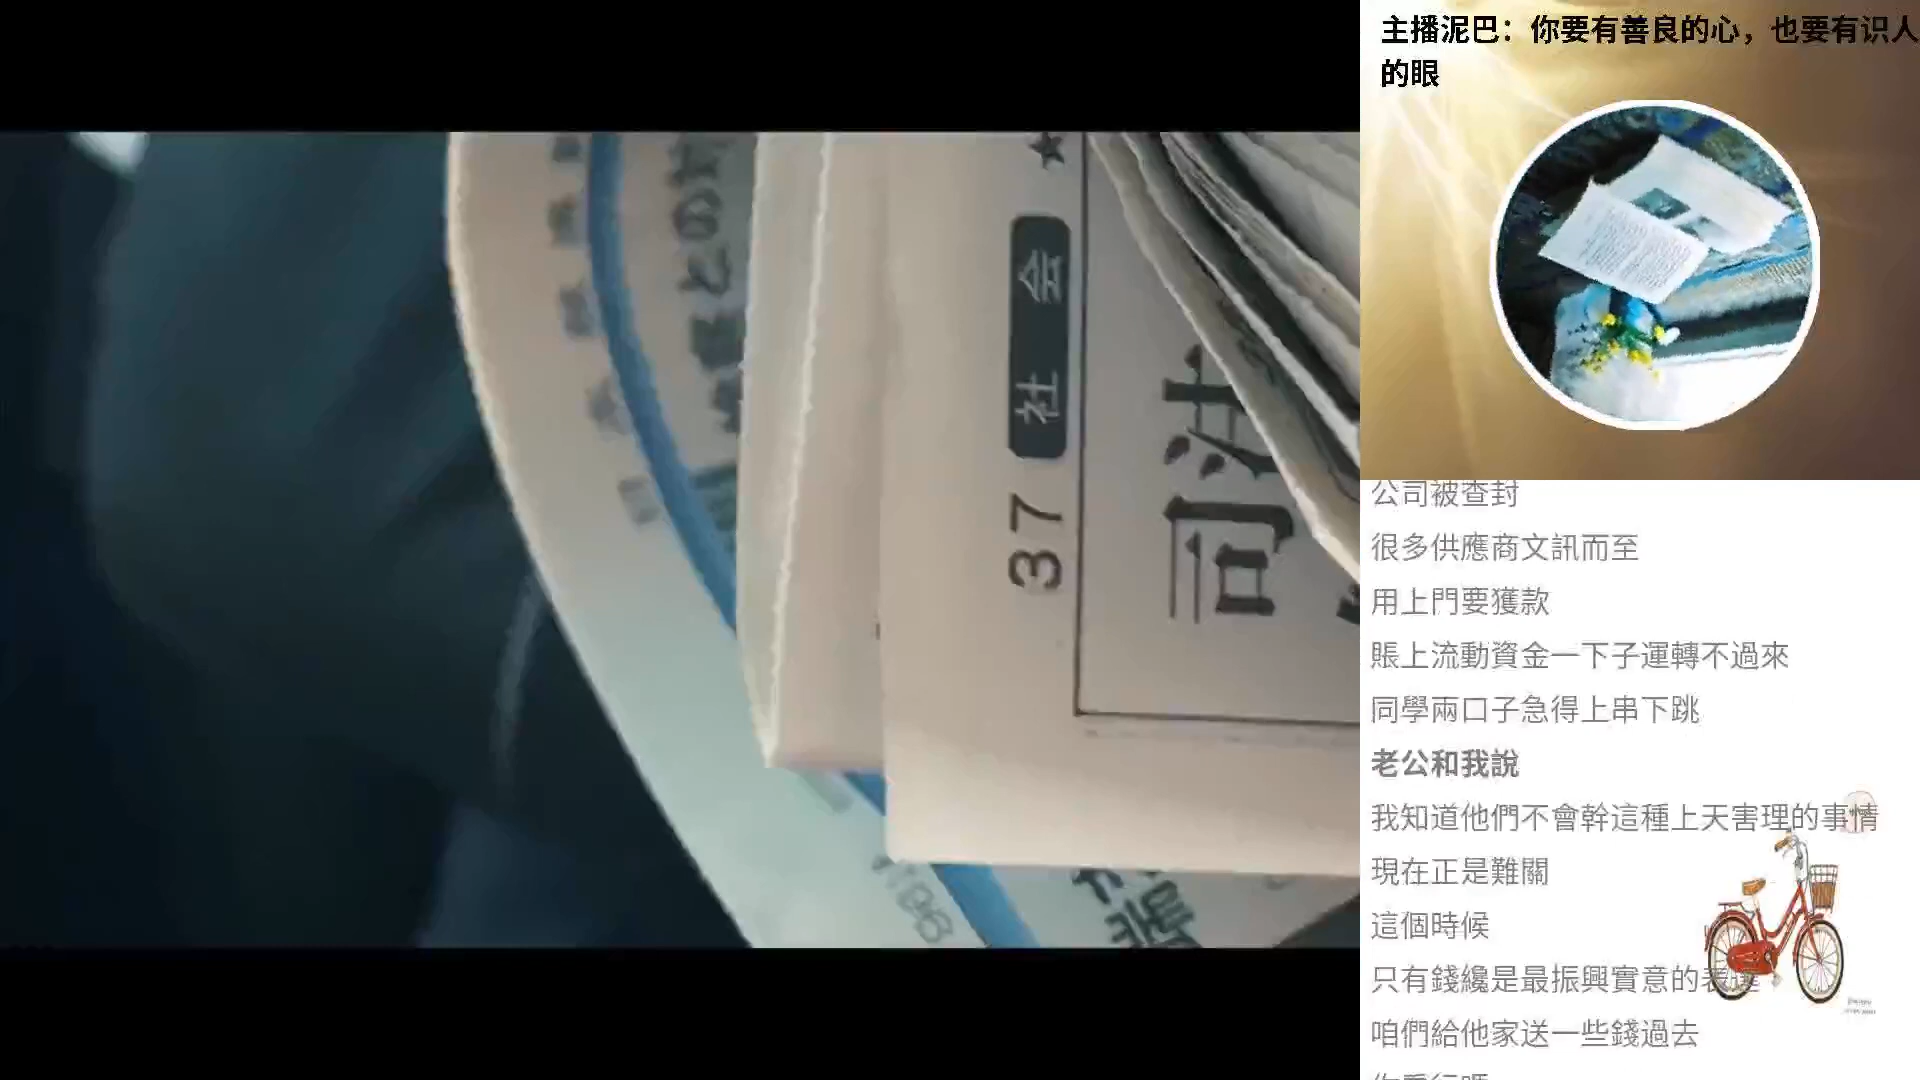 主播泥巴：你要有善良的心，也要有识人
的眼
社会
37
司法
公司被查封
很多供應商文訊而至
用上門要獲款
賬上流動資金一下子運轉不過來
同學兩口子急得上串下跳
老公和我說
我知道他們不會幹這種上天害理的事情
現在正是難關
這個時候
只有錢纔是最振興實意的表達
咱們給他家送一些錢過去